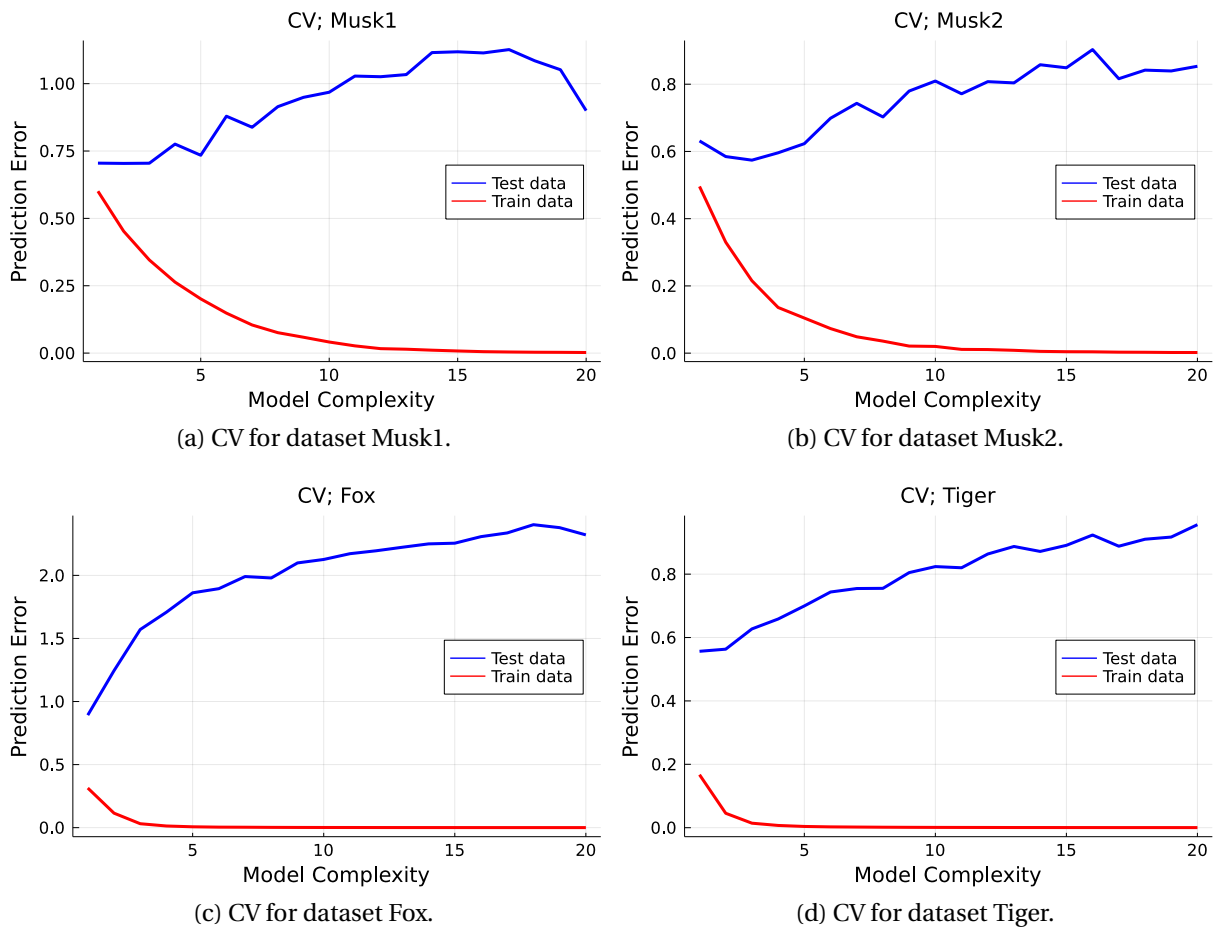 CV; Musk1
Prediction Error
1.00
0.75
0.50
0.25
0.00
Test data
Train data
5
10
15
20
Model Complexity
(a) CV for dataset Musk1.
CV; Musk2
Prediction Error
0.8
0.6
0.4
0.2
0.0
Test data
Train data
5
10
15
20
Model Complexity
(b) CV for dataset Musk2.
CV; Fox
Prediction Error
2.0
1.5
1.0
0.5
0.0
Test data
Train data
5
10
15
20
Model Complexity
(c) CV for dataset Fox.
CV; Tiger
Prediction Error
0.8
0.6
0.4
0.2
0.0
Test data
Train data
5
10
15
20
Model Complexity
(d) CV for dataset Tiger.